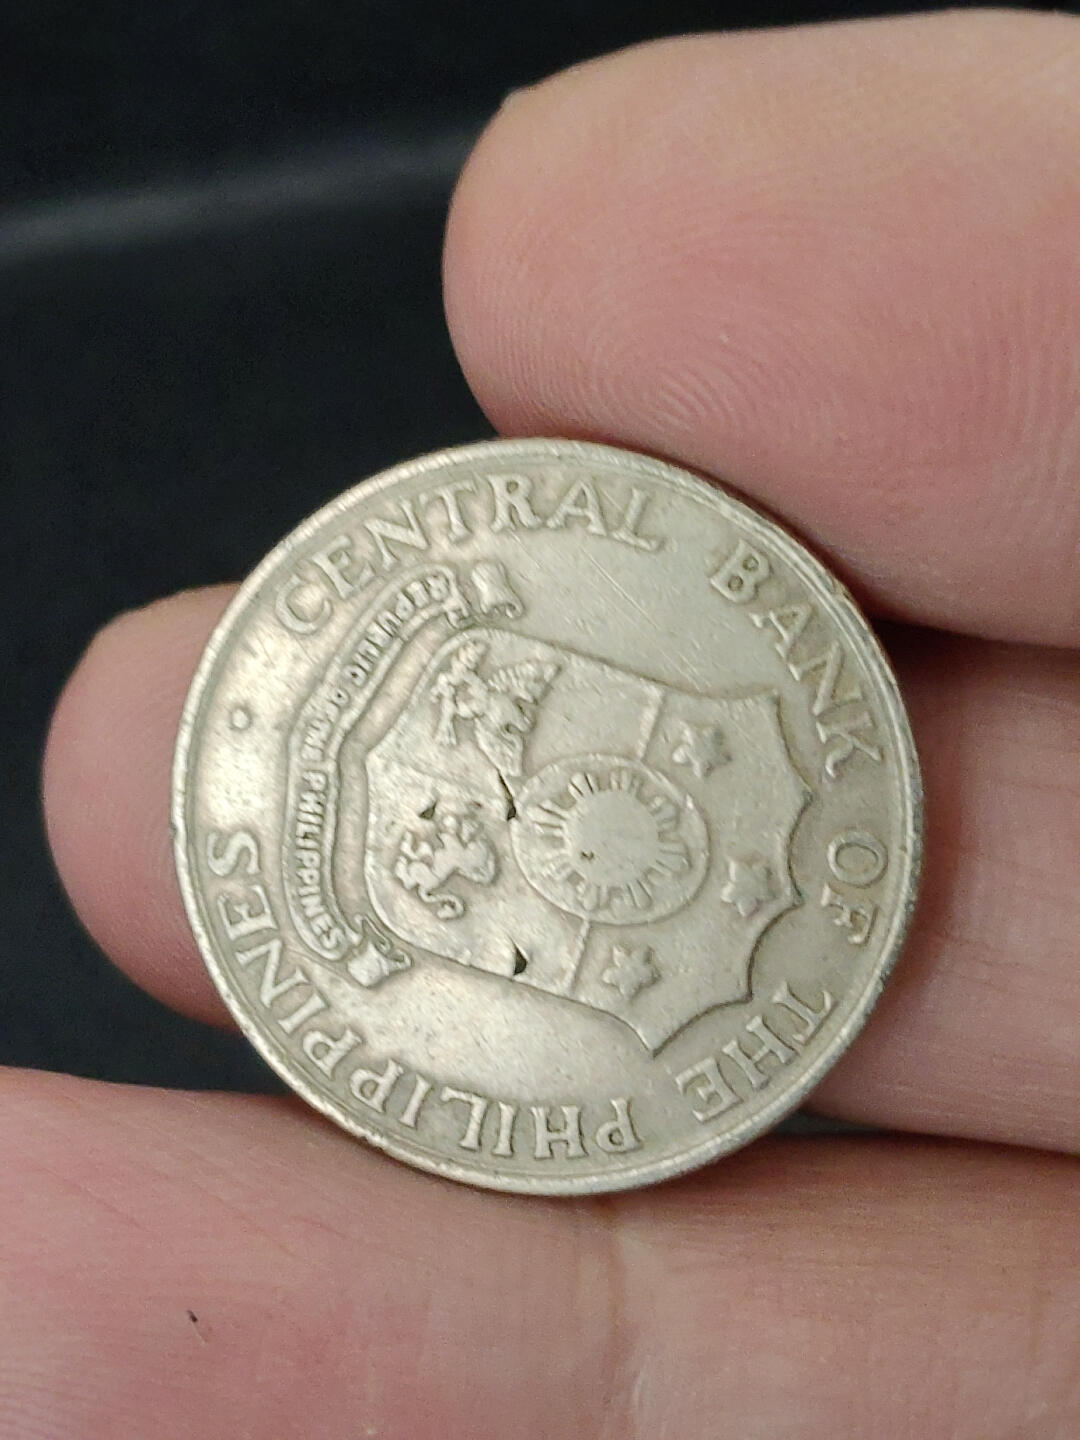 CENTRAL BANK OF THE PHILIPPINES
REPUBLIC OF THE PHILIPPINES